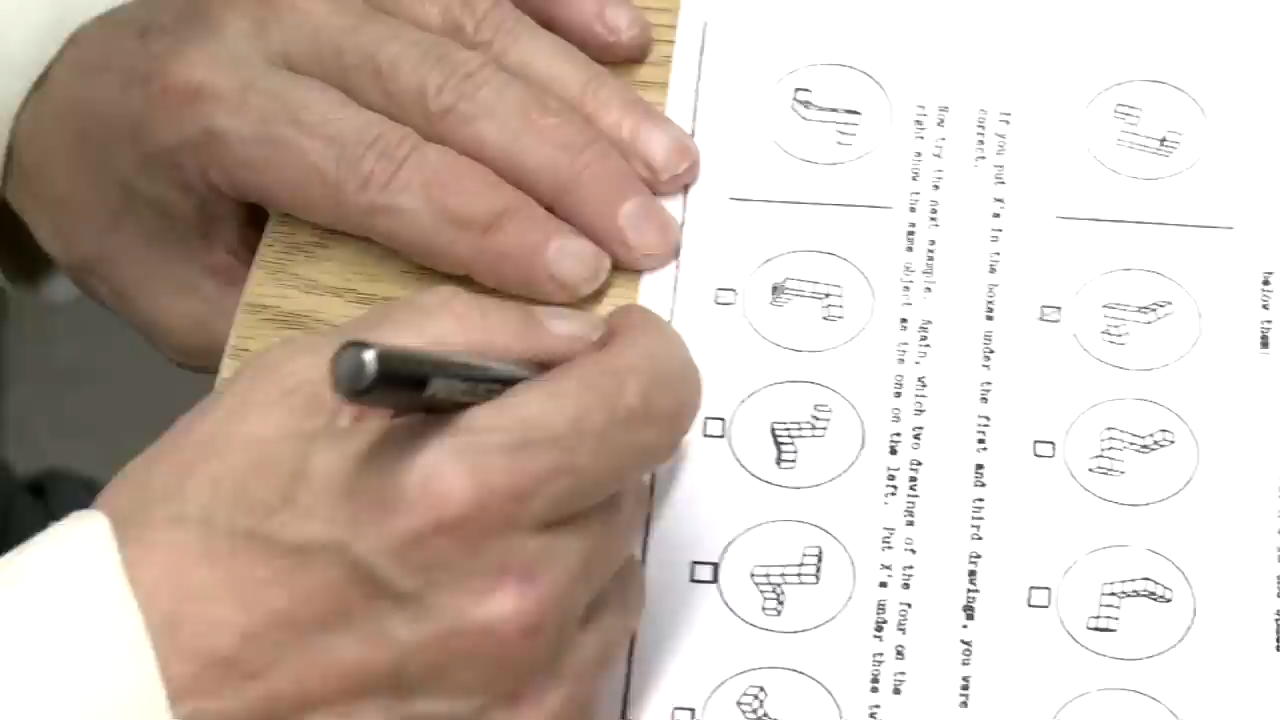 below them:
If you put X's in the boxes under the first and third drawings, you were
correct.
Now try the next example. Again, which two drawings of the four on the
right show the same object as the one on the left. Put X's under those